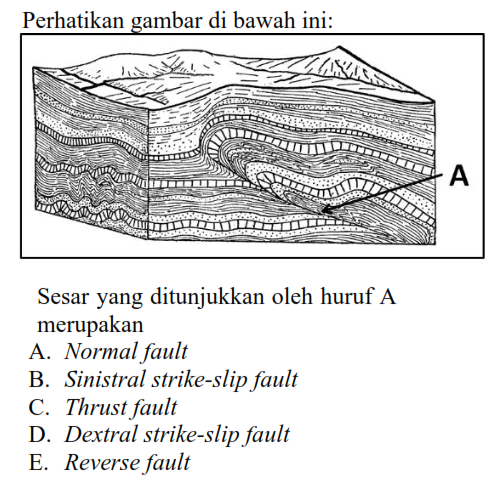 Perhatikan gambar di bawah ini:
A
Sesar yang ditunjukkan oleh huruf A
merupakan
A. Normal fault
B. Sinistral strike-slip fault
C. Thrust fault
D. Dextral strike-slip fault
E. Reverse fault